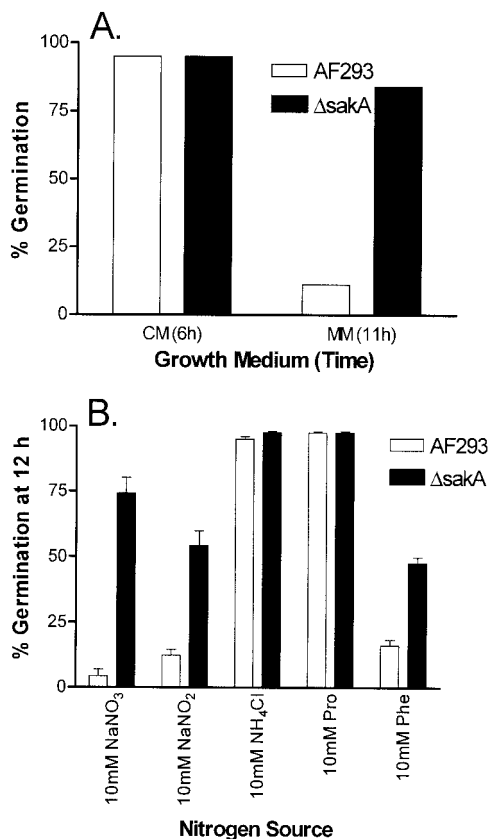 A.
100
75
50
25
0
% Germination
AF293
ΔsakA
CM (6h)
MM (11h)
Growth Medium (Time)
B.
100
75
50
25
0
% Germination at 12 h
AF293
ΔsakA
10mM NaNO₃
10mM NaNO₂
10mM NH₄Cl
10mM Pro
10mM Phe
Nitrogen Source